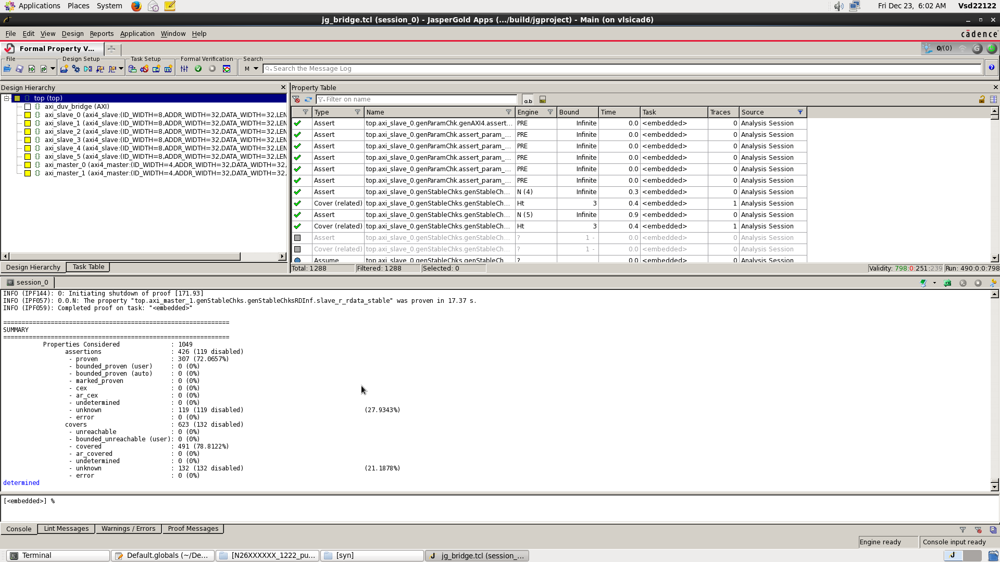 Applications Places System Fri Dec 23, 6:02 AM Vsd22122
jg_bridge.tcl (session_0) - JasperGold Apps (.../build/jgproject) - Main (on vlsicad6)
File Edit View Design Reports Application Window Help cādence
Formal Property V... 0/(0)
File Design Setup Task Setup Formal Verification Search
M Search the Message Log
Design Hierarchy
top (top)
axi_duv_bridge (AXI)
axi_slave_0 (axi4_slave:(ID_WIDTH=8,ADDR_WIDTH=32,DATA_WIDTH=32,LEN
axi_slave_1 (axi4_slave:(ID_WIDTH=8,ADDR_WIDTH=32,DATA_WIDTH=32,LEN
axi_slave_2 (axi4_slave:(ID_WIDTH=8,ADDR_WIDTH=32,DATA_WIDTH=32,LEN
axi_slave_3 (axi4_slave:(ID_WIDTH=8,ADDR_WIDTH=32,DATA_WIDTH=32,LEN
axi_slave_4 (axi4_slave:(ID_WIDTH=8,ADDR_WIDTH=32,DATA_WIDTH=32,LEN
axi_slave_5 (axi4_slave:(ID_WIDTH=8,ADDR_WIDTH=32,DATA_WIDTH=32,LEN
axi_master_0 (axi4_master:(ID_WIDTH=4,ADDR_WIDTH=32,DATA_WIDTH=32,
axi_master_1 (axi4_master:(ID_WIDTH=4,ADDR_WIDTH=32,DATA_WIDTH=32,
Design Hierarchy Task Table
Property Table
Filter on name a.b
Type Name Engine Bound Time Task Traces Source
Assert top.axi_slave_0.genParamChk.genAXI4.assert... PRE Infinite 0.0 <embedded> 0 Analysis Session
Assert top.axi_slave_0.genParamChk.assert_param_... PRE Infinite 0.0 <embedded> 0 Analysis Session
Assert top.axi_slave_0.genParamChk.assert_param_... PRE Infinite 0.0 <embedded> 0 Analysis Session
Assert top.axi_slave_0.genParamChk.assert_param_... PRE Infinite 0.0 <embedded> 0 Analysis Session
Assert top.axi_slave_0.genParamChk.assert_param_... PRE Infinite 0.0 <embedded> 0 Analysis Session
Assert top.axi_slave_0.genParamChk.assert_param_... PRE Infinite 0.0 <embedded> 0 Analysis Session
Assert top.axi_slave_0.genStableChks.genStableCh... N (4) Infinite 0.3 <embedded> 0 Analysis Session
Cover (related) top.axi_slave_0.genStableChks.genStableCh... Ht 3 0.4 <embedded> 1 Analysis Session
Assert top.axi_slave_0.genStableChks.genStableCh... N (5) Infinite 0.9 <embedded> 0 Analysis Session
Cover (related) top.axi_slave_0.genStableChks.genStableCh... Ht 3 0.4 <embedded> 1 Analysis Session
Assert top.axi_slave_0.genStableChks.genStableCh... ? 1 - 0.0 <embedded> 0 Analysis Session
Cover (related) top.axi_slave_0.genStableChks.genStableCh... ? 1 - 0.0 <embedded> 0 Analysis Session
Assume top.axi_slave_0.genStableChks.genStableCh ? 0.0 <embedded> 0 Analysis Session
Total: 1288 Filtered: 1288 Selected: 0 Validity: 798:0:251:239 Run: 490:0:0:798
session_0
INFO (IPF144): 0: Initiating shutdown of proof [171.93]
INFO (IPF057): 0.0.N: The property "top.axi_master_1.genStableChks.genStableChksRDInf.slave_r_rdata_stable" was proven in 17.37 s.
INFO (IPF059): Completed proof on task: "<embedded>"
==============================================================
SUMMARY
==============================================================
Properties Considered : 1049
assertions : 426 (119 disabled)
- proven : 307 (72.0657%)
- bounded_proven (user) : 0 (0%)
- bounded_proven (auto) : 0 (0%)
- marked_proven : 0 (0%)
- cex : 0 (0%)
- ar_cex : 0 (0%)
- undetermined : 0 (0%)
- unknown : 119 (119 disabled) (27.9343%)
- error : 0 (0%)
covers : 623 (132 disabled)
- unreachable : 0 (0%)
- bounded_unreachable (user): 0 (0%)
- covered : 491 (78.8122%)
- ar_covered : 0 (0%)
- undetermined : 0 (0%)
- unknown : 132 (132 disabled) (21.1878%)
- error : 0 (0%)
determined
[<embedded>] %
Console Lint Messages Warnings / Errors Proof Messages
Engine ready Console input ready
Terminal Default.globals (~/De... [N26XXXXXX_1222_pu... [syn] jg_bridge.tcl (session_...